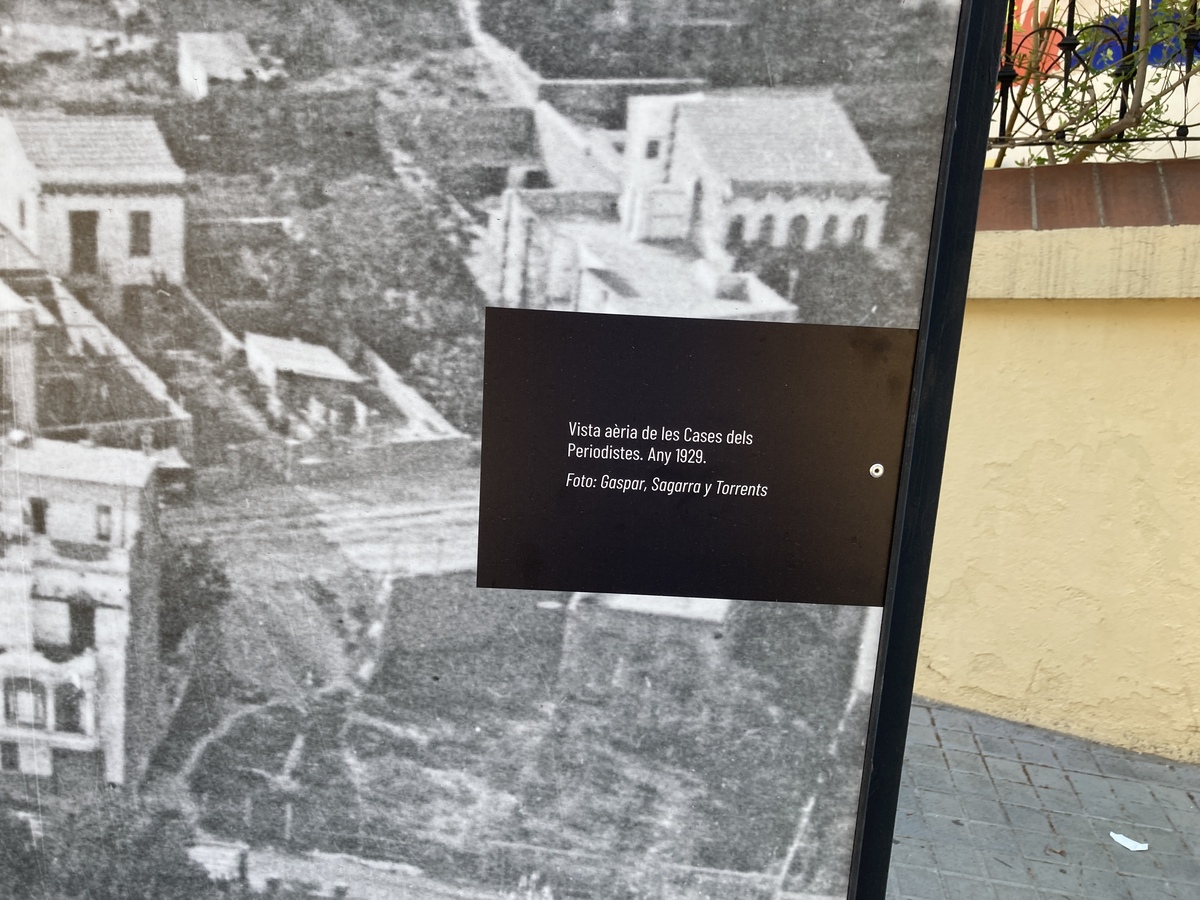 Vista aèria de les Cases dels
Periodistes. Any 1929.
Foto: Gaspar, Sagarra y Torrents